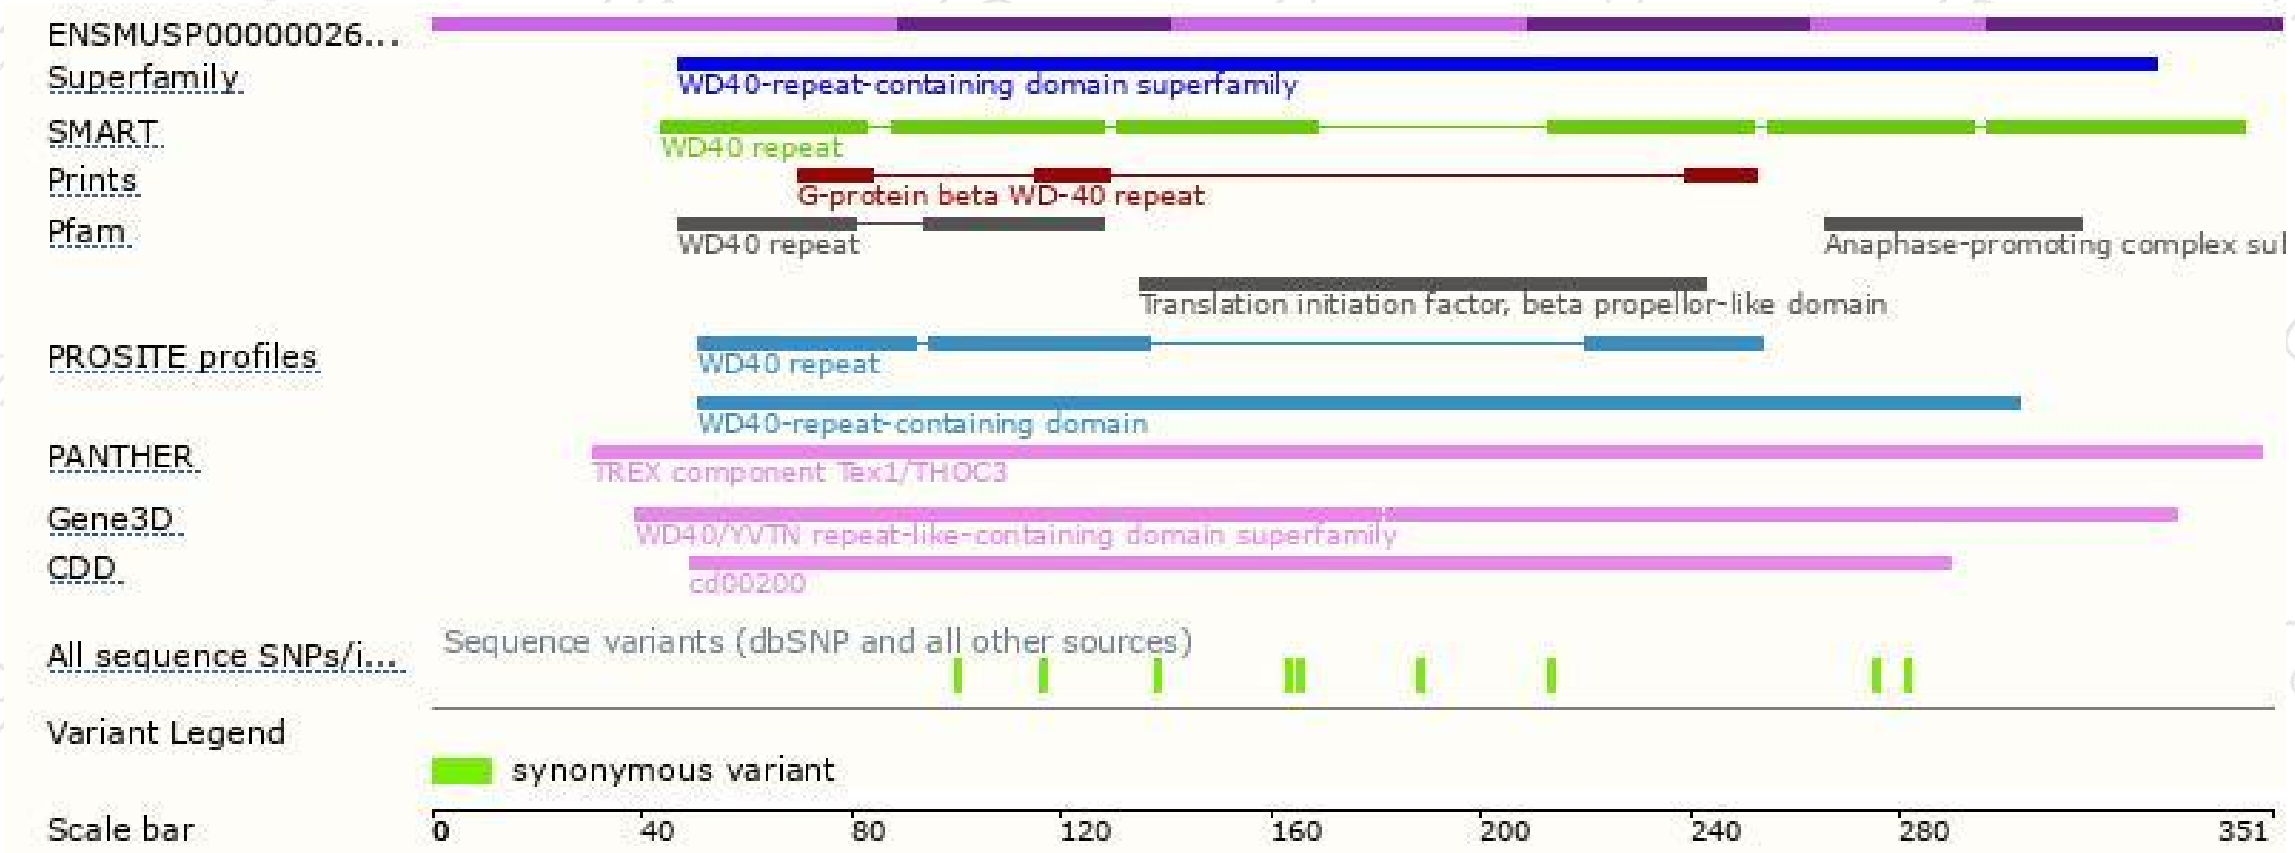 ENSMUSP00000026...
Superfamily
WD40-repeat-containing domain superfamily
SMART
WD40 repeat
Prints
G-protein beta WD-40 repeat
Pfam
WD40 repeat
Anaphase-promoting complex sul
Translation initiation factor, beta propellor-like domain
PROSITE profiles
WD40 repeat
WD40-repeat-containing domain
PANTHER
TREX component Tex1/THOC3
Gene3D
WD40/YVTN repeat-like-containing domain superfamily
CDD
cd00200
Sequence variants (dbSNP and all other sources)
All sequence SNPs/i...
Variant Legend
synonymous variant
Scale bar
0 40 80 120 160 200 240 280 351